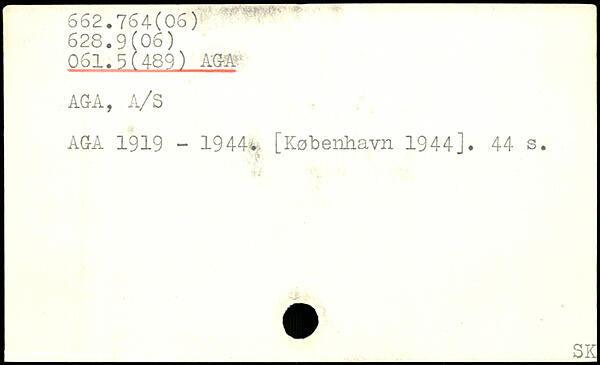 662.764(06)
628.9(06)
061.5(489) AGA
AGA, A/S
AGA 1919 - 1944. [København 1944]. 44 s.
SK